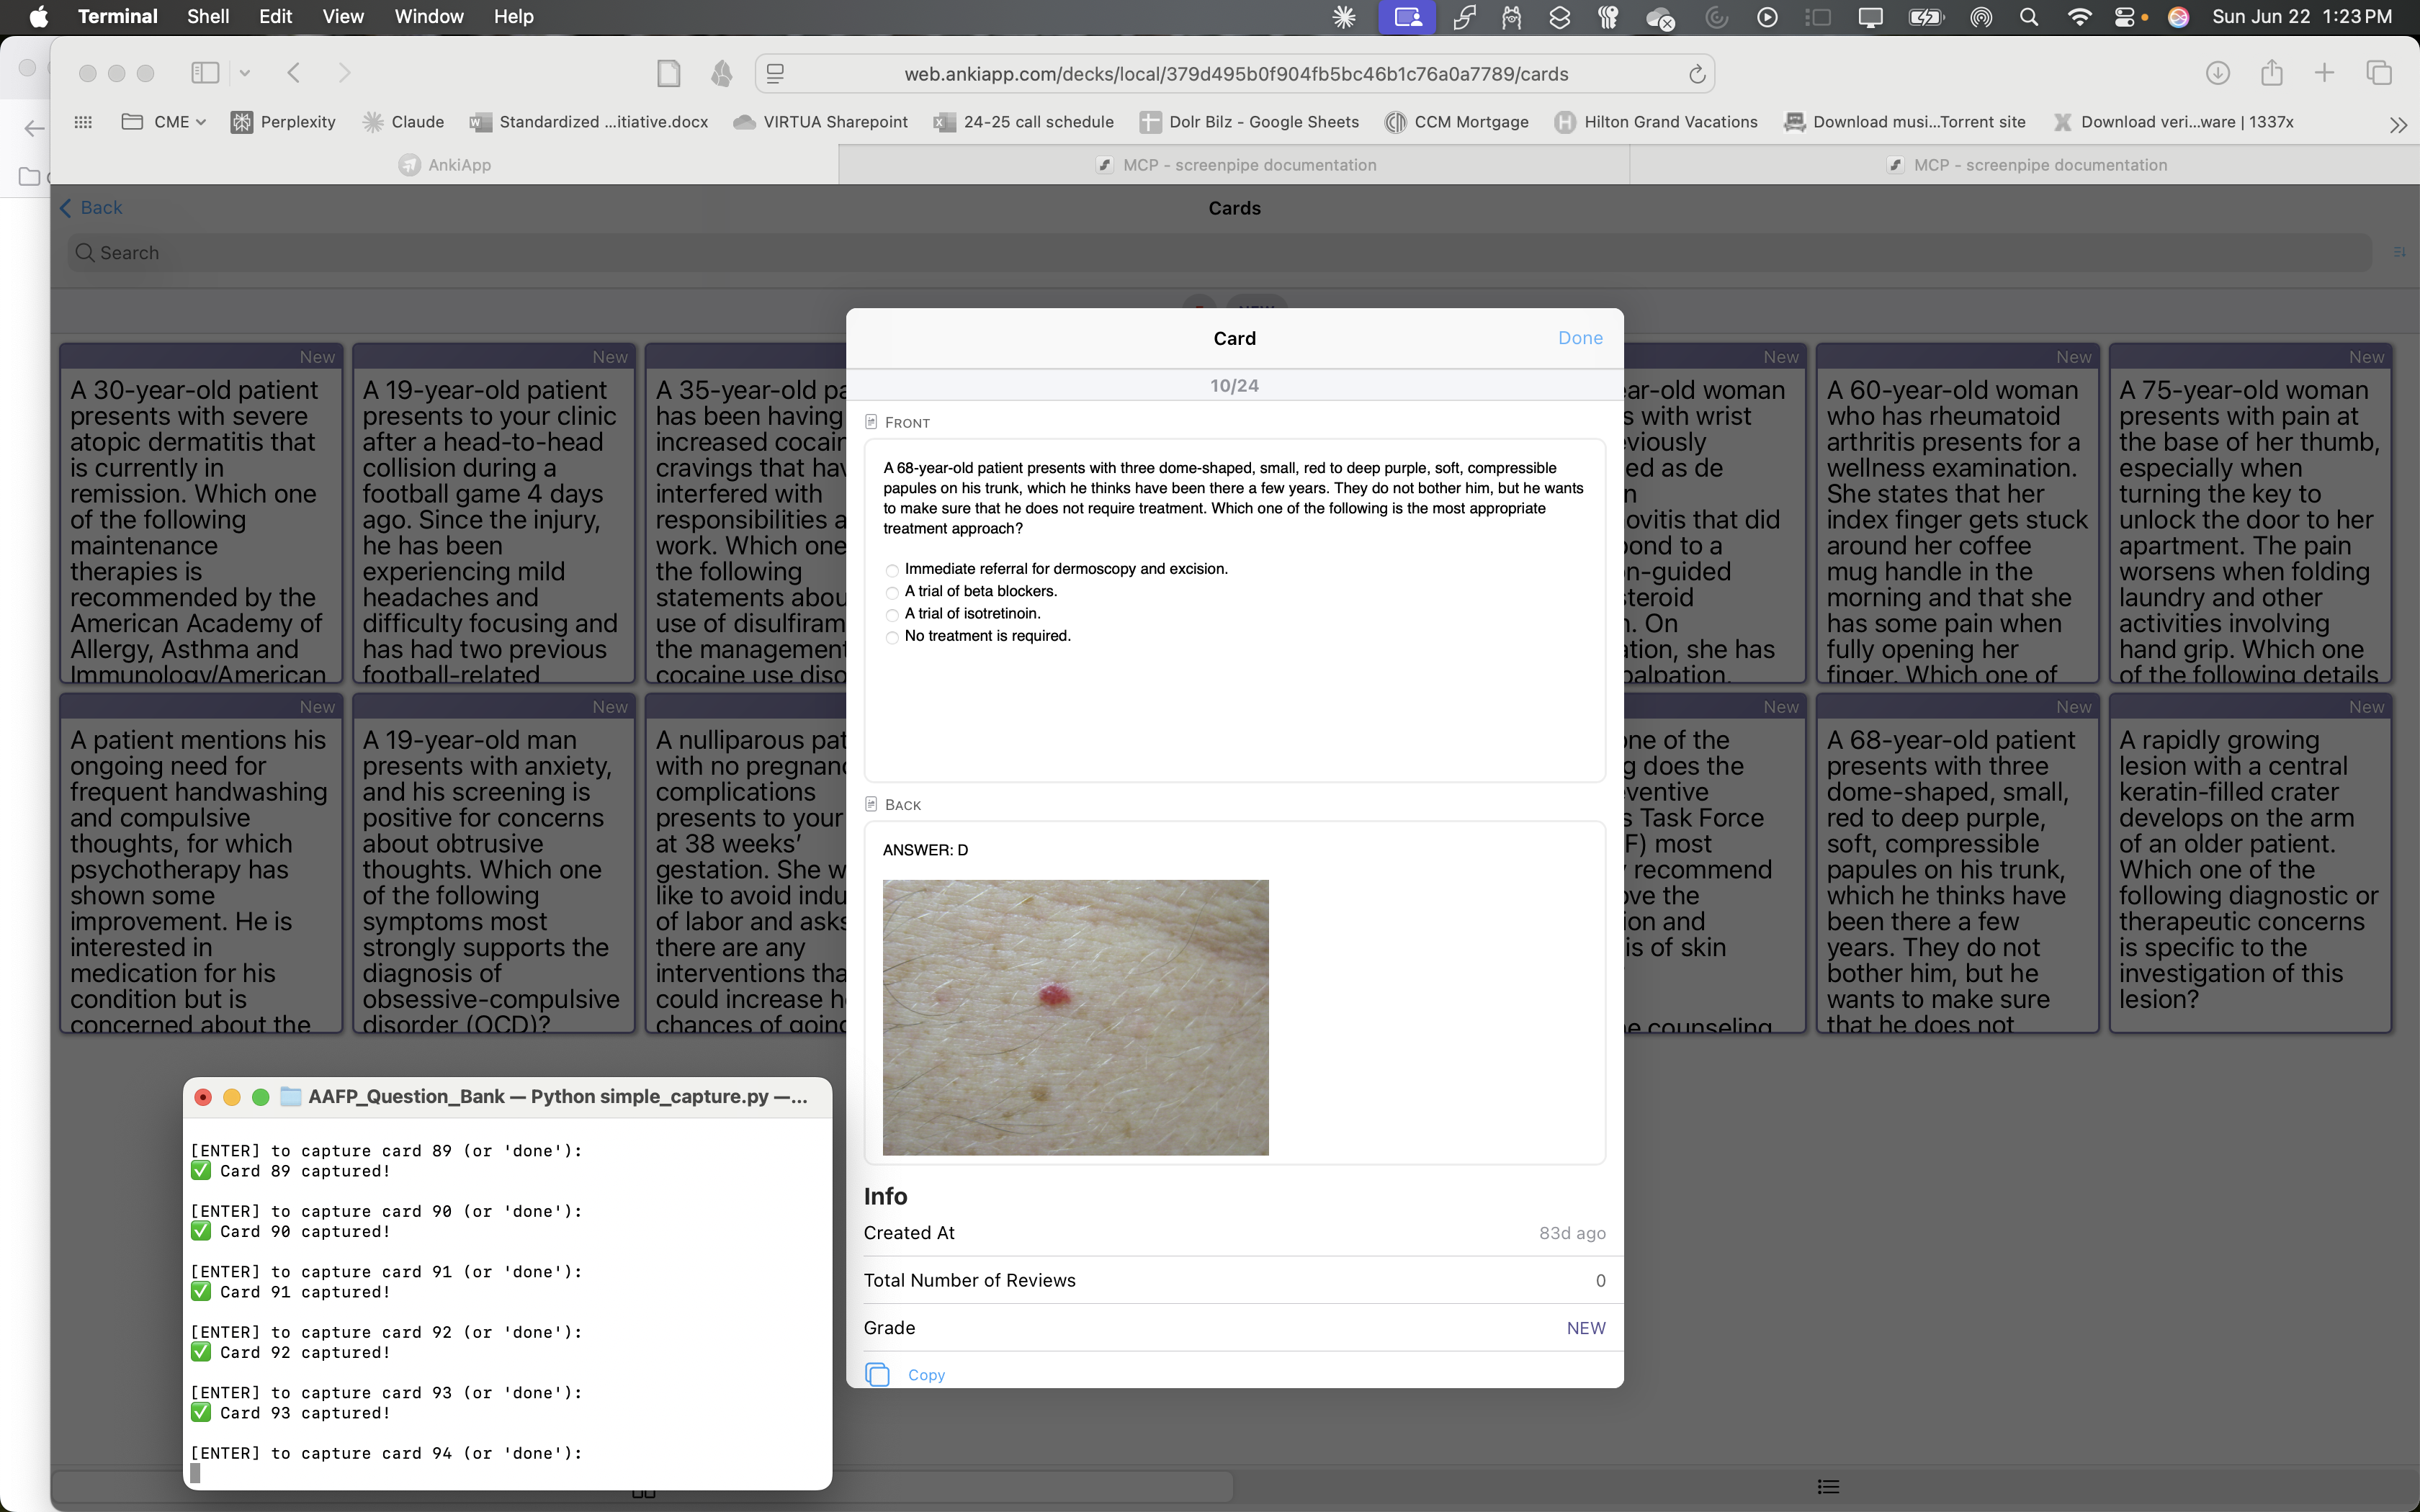 Terminal Shell Edit View Window Help
Sun Jun 22 1:23 PM
web.ankiapp.com/decks/local/379d495b0f904fb5bc46b1c76a0a7789/cards
CME Perplexity Claude Standardized ...itiative.docx VIRTUA Sharepoint 24-25 call schedule Dolr Bilz - Google Sheets CCM Mortgage Hilton Grand Vacations Download musi...Torrent site Download veri...ware | 1337x
AnkiApp MCP - screenpipe documentation MCP - screenpipe documentation
Back Cards
Search
New
A 30-year-old patient
presents with severe
atopic dermatitis that
is currently in
remission. Which one
of the following
maintenance
therapies is
recommended by the
American Academy of
Allergy, Asthma and
Immunology/American
New
A 19-year-old patient
presents to your clinic
after a head-to-head
collision during a
football game 4 days
ago. Since the injury,
he has been
experiencing mild
headaches and
difficulty focusing and
has had two previous
football-related
A 35-year-old pa
has been having
increased cocain
cravings that hav
interfered with
responsibilities a
work. Which one
the following
statements abou
use of disulfiram
the management
cocaine use diso
Card Done
10/24
FRONT
A 68-year-old patient presents with three dome-shaped, small, red to deep purple, soft, compressible
papules on his trunk, which he thinks have been there a few years. They do not bother him, but he wants
to make sure that he does not require treatment. Which one of the following is the most appropriate
treatment approach?
Immediate referral for dermoscopy and excision.
A trial of beta blockers.
A trial of isotretinoin.
No treatment is required.
BACK
ANSWER: D
Info
Created At 83d ago
Total Number of Reviews 0
Grade NEW
Copy
New
ar-old woman
s with wrist
viously
ed as de
n
ovitis that did
ond to a
n-guided
teroid
n. On
ation, she has
palpation.
New
A 60-year-old woman
who has rheumatoid
arthritis presents for a
wellness examination.
She states that her
index finger gets stuck
around her coffee
mug handle in the
morning and that she
has some pain when
fully opening her
finger. Which one of
New
A 75-year-old woman
presents with pain at
the base of her thumb,
especially when
turning the key to
unlock the door to her
apartment. The pain
worsens when folding
laundry and other
activities involving
hand grip. Which one
of the following details
New
A patient mentions his
ongoing need for
frequent handwashing
and compulsive
thoughts, for which
psychotherapy has
shown some
improvement. He is
interested in
medication for his
condition but is
concerned about the
New
A 19-year-old man
presents with anxiety,
and his screening is
positive for concerns
about obtrusive
thoughts. Which one
of the following
symptoms most
strongly supports the
diagnosis of
obsessive-compulsive
disorder (OCD)?
A nulliparous pat
with no pregnanc
complications
presents to your
at 38 weeks'
gestation. She w
like to avoid indu
of labor and asks
there are any
interventions tha
could increase h
chances of going
New
one of the
g does the
ventive
s Task Force
F) most
recommend
ove the
ion and
is of skin
e counseling
New
A 68-year-old patient
presents with three
dome-shaped, small,
red to deep purple,
soft, compressible
papules on his trunk,
which he thinks have
been there a few
years. They do not
bother him, but he
wants to make sure
that he does not
New
A rapidly growing
lesion with a central
keratin-filled crater
develops on the arm
of an older patient.
Which one of the
following diagnostic or
therapeutic concerns
is specific to the
investigation of this
lesion?
AAFP_Question_Bank — Python simple_capture.py —...
[ENTER] to capture card 89 (or 'done'):
✅ Card 89 captured!
[ENTER] to capture card 90 (or 'done'):
✅ Card 90 captured!
[ENTER] to capture card 91 (or 'done'):
✅ Card 91 captured!
[ENTER] to capture card 92 (or 'done'):
✅ Card 92 captured!
[ENTER] to capture card 93 (or 'done'):
✅ Card 93 captured!
[ENTER] to capture card 94 (or 'done'):